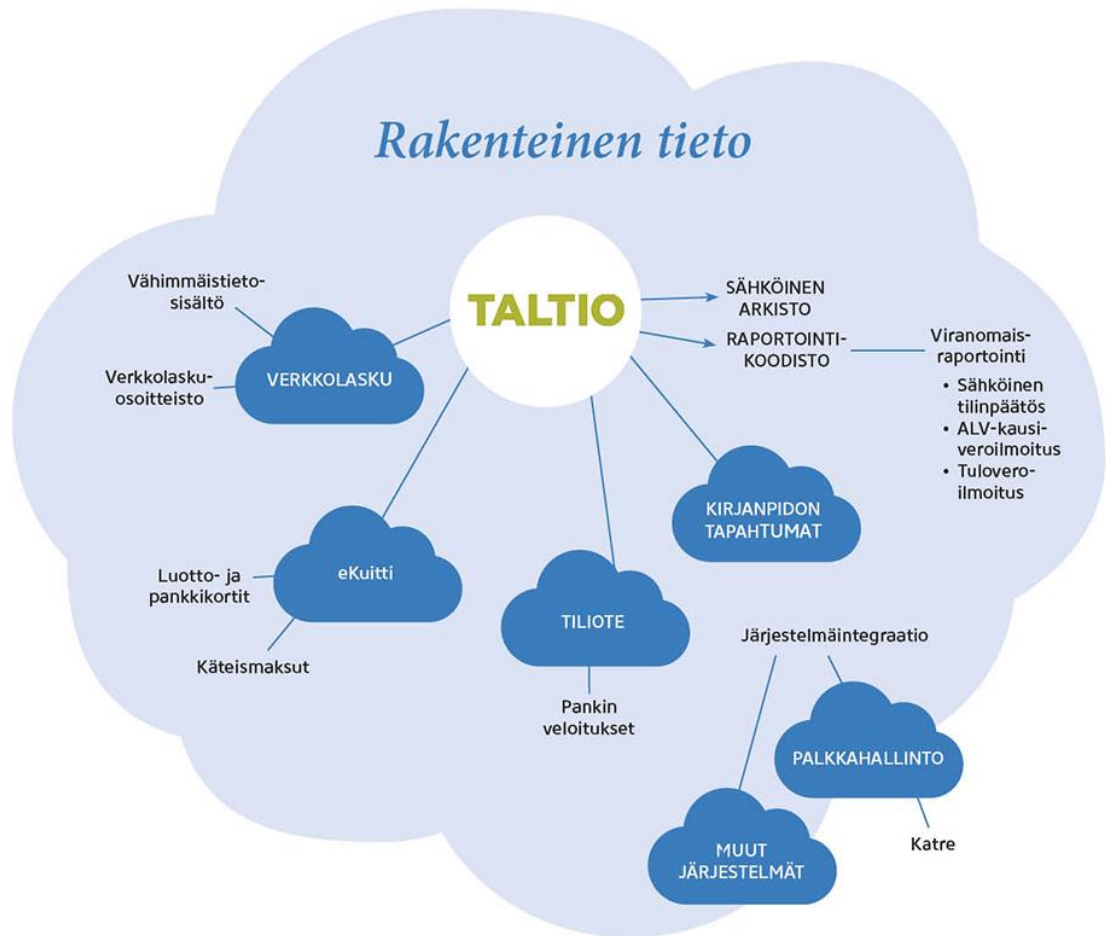 Rakenteinen tieto
TALTIO
Vähimmäistieto-
sisältö
VERKKOLASKU
Verkkolasku-
osoitteisto
SÄHKÖINEN
ARKISTO
RAPORTOINTI-
KOODISTO
Viranomais-
raportointi
• Sähköinen
tilinpäätös
• ALV-kausi-
veroilmoitus
• Tulovero-
ilmoitus
KIRJANPIDON
TAPAHTUMAT
eKuitti
Luotto- ja
pankkikortit
Käteismaksut
TILIOTE
Pankin
veloitukset
Järjestelmäintegraatio
PALKKAHALLINTO
Katre
MUUT
JÄRJESTELMÄT